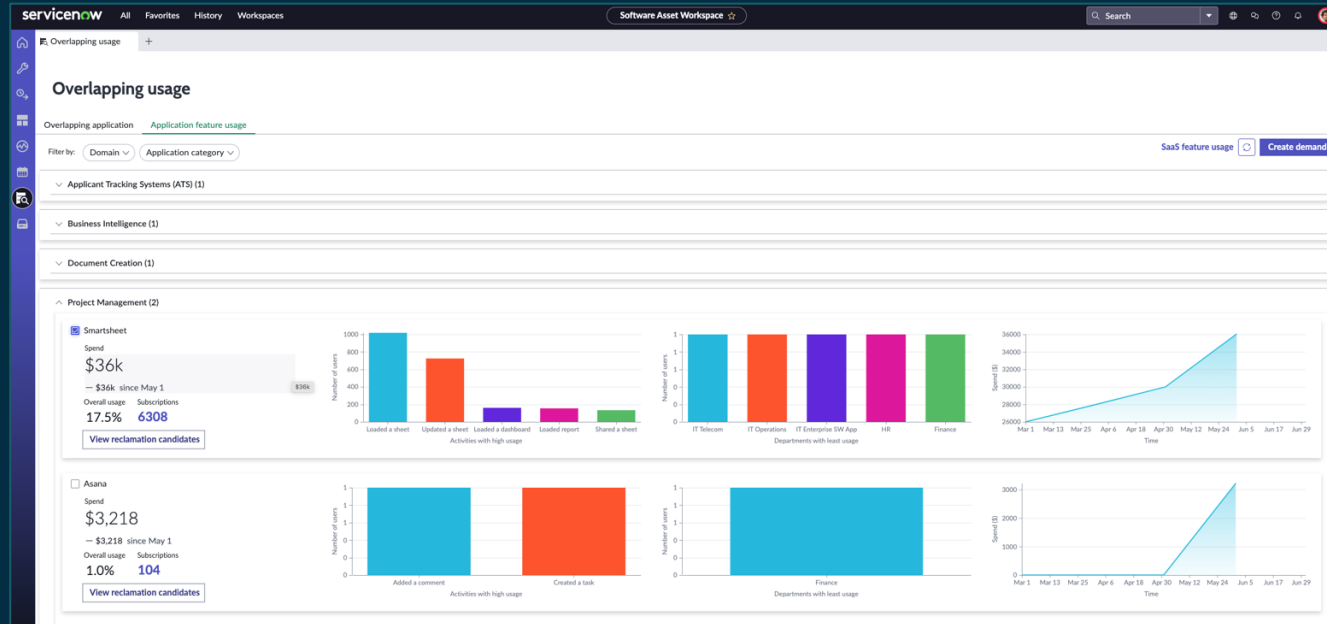 servicenow All Favorites History Workspaces Software Asset Workspace Search
Overlapping usage
Overlapping usage
Overlapping application Application feature usage
Filter by: Domain Application category SaaS feature usage Create demand
Applicant Tracking Systems (ATS) (1)
Business Intelligence (1)
Document Creation (1)
Project Management (2)
Smartsheet
Spend
$36k
— $36k since May 1
$36k
Overall usage Subscriptions
17.5% 6308
View reclamation candidates
Number of users
1000
800
600
400
200
0
Loaded a sheet Updated a sheet Loaded a dashboard Loaded report Shared a sheet
Activities with high usage
Number of users
1
1
1
0
0
0
IT Telecom IT Operations IT Enterprise SW App HR Finance
Departments with least usage
Spend ($)
36000
34000
32000
30000
28000
26000
Mar 1 Mar 13 Mar 25 Apr 6 Apr 18 Apr 30 May 12 May 24 Jun 5 Jun 17 Jun 29
Time
Asana
Spend
$3,218
— $3,218 since May 1
Overall usage Subscriptions
1.0% 104
View reclamation candidates
Number of users
1
1
1
0
0
0
Added a comment Created a task
Activities with high usage
Number of users
1
1
1
0
0
0
Finance
Departments with least usage
Spend ($)
3000
2000
1000
0
Mar 1 Mar 13 Mar 25 Apr 6 Apr 18 Apr 30 May 12 May 24 Jun 5 Jun 17 Jun 29
Time